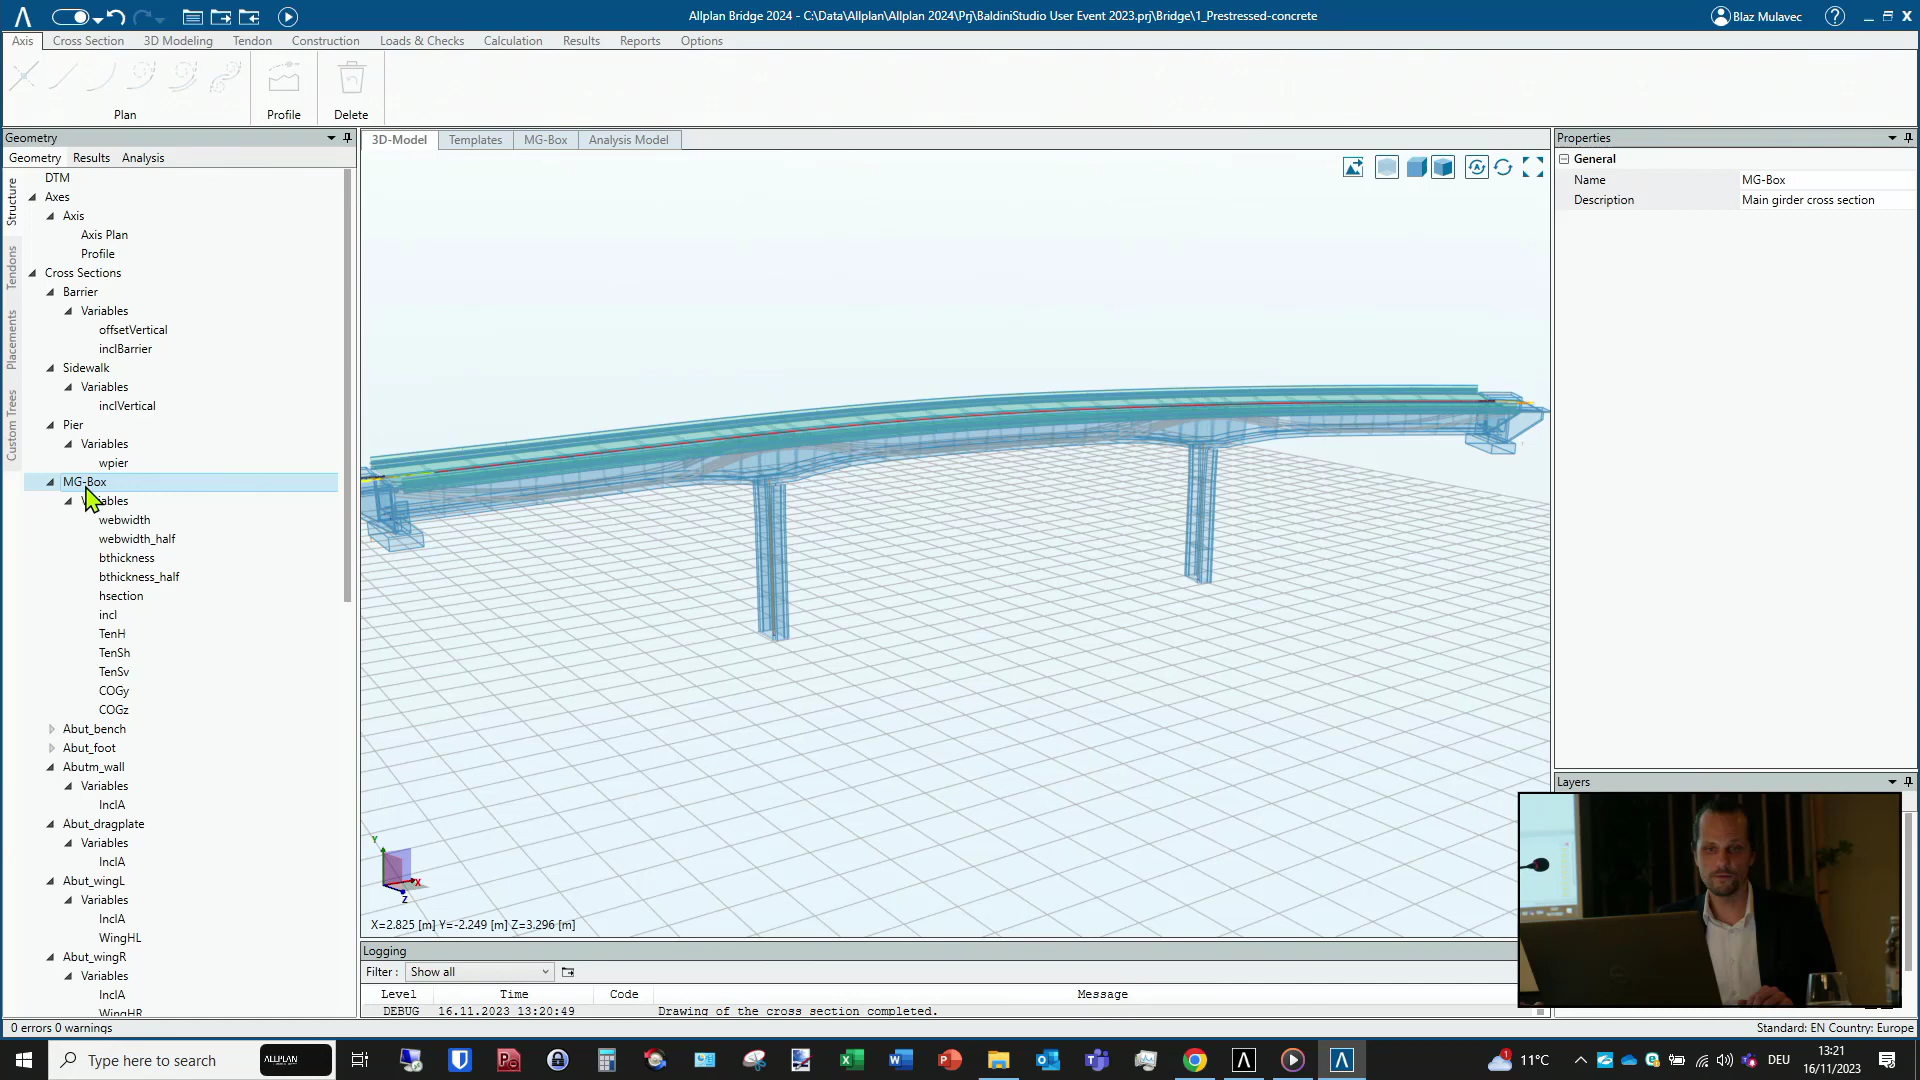 Allplan Bridge 2024 - C:\Data\Allplan\Allplan 2024\Prj\BaldiniStudio User Event 2023.prj\Bridge\1_Prestressed-concrete
Blaz Mulavec
Axis Cross Section 3D Modeling Tendon Construction Loads & Checks Calculation Results Reports Options
Plan Profile Delete
Geometry
Geometry Results Analysis
Structure
Tendons
Placements
Custom Trees
DTM
Axes
Axis
Axis Plan
Profile
Cross Sections
Barrier
Variables
offsetVertical
inclBarrier
Sidewalk
Variables
inclVertical
Pier
Variables
wpier
MG-Box
webwidth
webwidth_half
bthickness
bthickness_half
hsection
incl
TenH
TenSh
TenSv
COGy
COGz
Abut_bench
Abut_foot
Abutm_wall
Variables
InclA
Abut_dragplate
Variables
InclA
Abut_wingL
Variables
InclA
WingHL
Abut_wingR
Variables
InclA
WingHR
3D-Model Templates MG-Box Analysis Model
Y
X
Z
X=2.825 [m] Y=-2.249 [m] Z=3.296 [m]
Logging
Filter : Show all
Level Time Code Message
DEBUG 16.11.2023 13:20:49 Drawing of the cross section completed.
Properties
General
Name MG-Box
Description Main girder cross section
Layers
0 errors 0 warnings
Standard: EN Country: Europe
Type here to search
ALLPLAN
11°C
DEU
13:21
16/11/2023